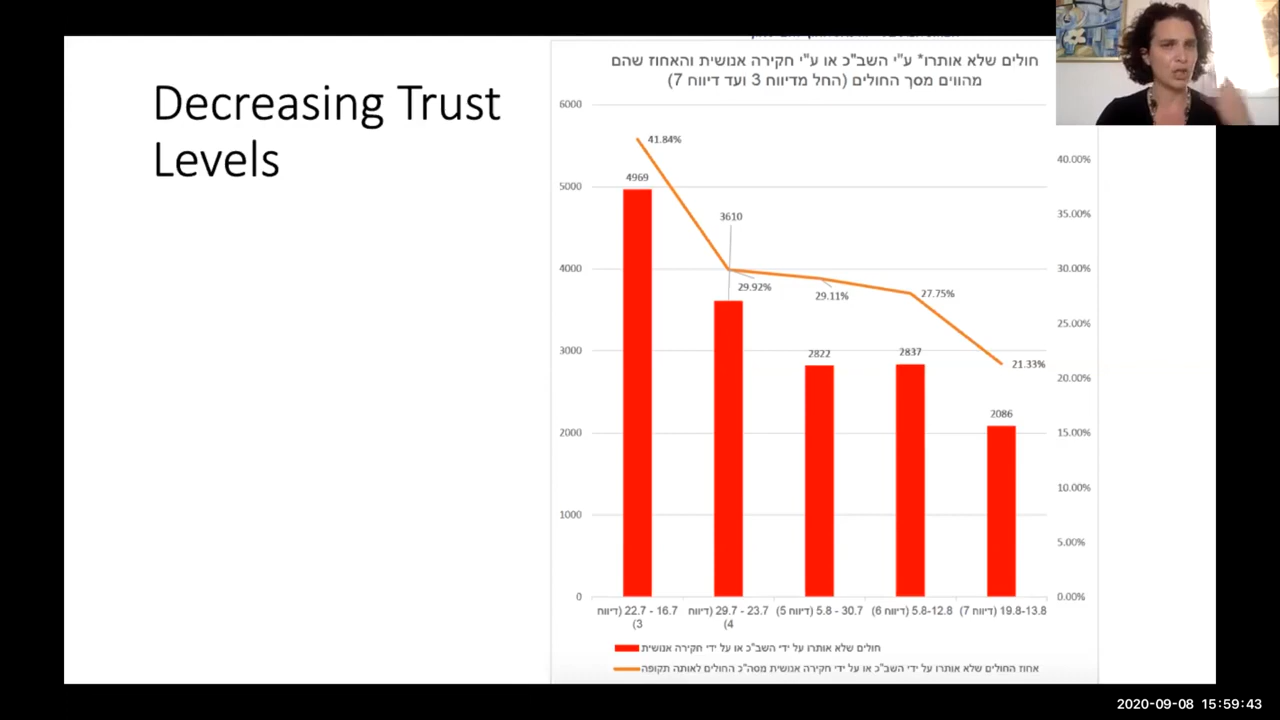 Decreasing Trust
Levels
חולים שלא אותרו* ע"י השב"כ או ע"י חקירה אנושית והאחוז שהם
מהווים מסך החולים (החל מדיווח 3 ועד דיווח 7)
6000
5000
4000
3000
2000
1000
0
41.84%
4969
3610
29.92%
29.11%
27.75%
2822
2837
21.33%
2086
40.00%
35.00%
30.00%
25.00%
20.00%
15.00%
10.00%
5.00%
0.00%
16.7 - 22.7 (דיווח
3)
23.7 - 29.7 (דיווח
4)
30.7 - 5.8 (דיווח 5)
5.8-12.8 (דיווח 6)
19.8-13.8 (דיווח 7)
חולים שלא אותרו על ידי השב"כ או על ידי חקירה אנושית
אחוז החולים שלא אותרו על ידי השב"כ או על ידי חקירה אנושית מסה"כ החולים לאותה תקופה
2020-09-08 15:59:43